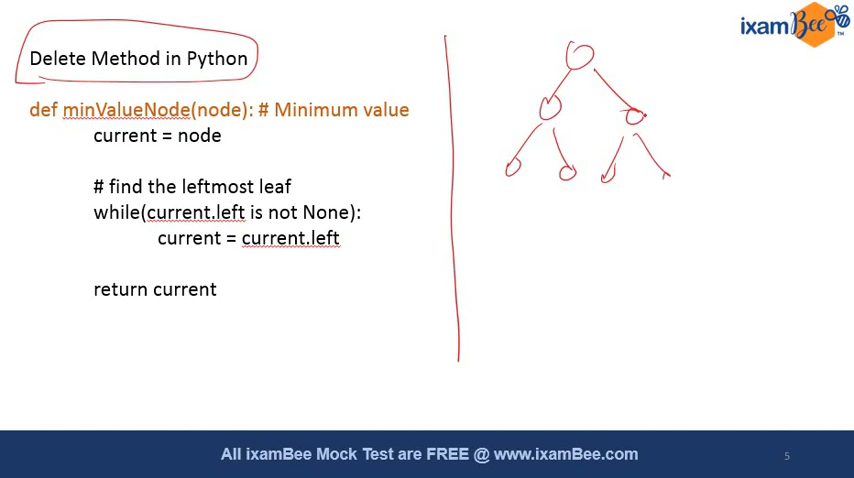 ixamBee
TM
Delete Method in Python
def minValueNode(node): # Minimum value
current = node
# find the leftmost leaf
while(current.left is not None):
current = current.left
return current
All ixamBee Mock Test are FREE @ www.ixamBee.com
5